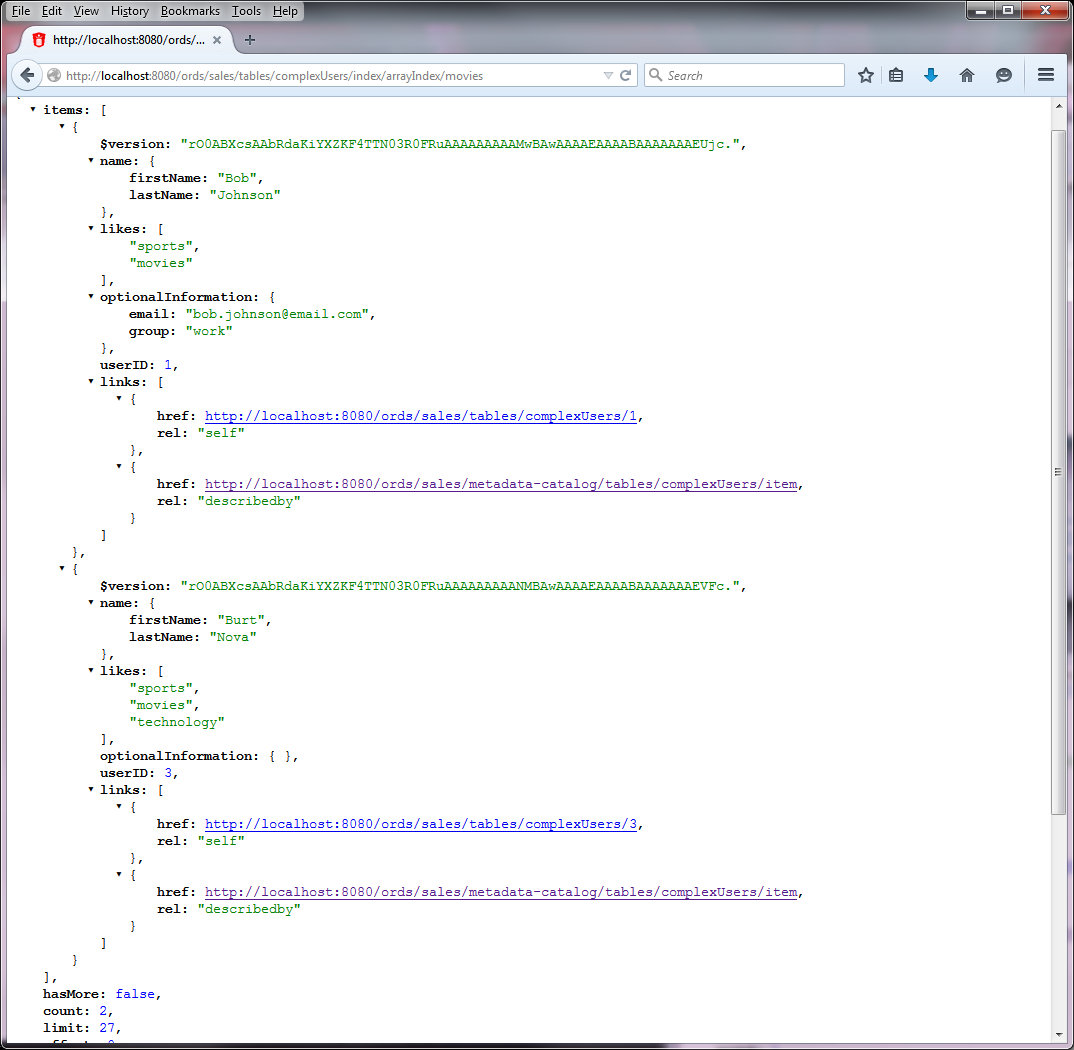 File Edit View History Bookmarks Tools Help
http://localhost:8080/ords/...
http://localhost:8080/ords/sales/tables/complexUsers/index/arrayIndex/movies
Search
items: [
{
$version: "rO0ABXcsAAbRdaKiYXZKF4TTN03R0FRuAAAAAAAAAMwBAwAAAAEAAAABAAAAAAAEUjc.",
name: {
firstName: "Bob",
lastName: "Johnson"
},
likes: [
"sports",
"movies"
],
optionalInformation: {
email: "bob.johnson@email.com",
group: "work"
},
userID: 1,
links: [
{
href: http://localhost:8080/ords/sales/tables/complexUsers/1,
rel: "self"
},
{
href: http://localhost:8080/ords/sales/metadata-catalog/tables/complexUsers/item,
rel: "describedby"
}
]
},
{
$version: "rO0ABXcsAAbRdaKiYXZKF4TTN03R0FRuAAAAAAAAANMBAwAAAAEAAAABAAAAAAAEVFc.",
name: {
firstName: "Burt",
lastName: "Nova"
},
likes: [
"sports",
"movies",
"technology"
],
optionalInformation: { },
userID: 3,
links: [
{
href: http://localhost:8080/ords/sales/tables/complexUsers/3,
rel: "self"
},
{
href: http://localhost:8080/ords/sales/metadata-catalog/tables/complexUsers/item,
rel: "describedby"
}
]
}
],
hasMore: false,
count: 2,
limit: 27,